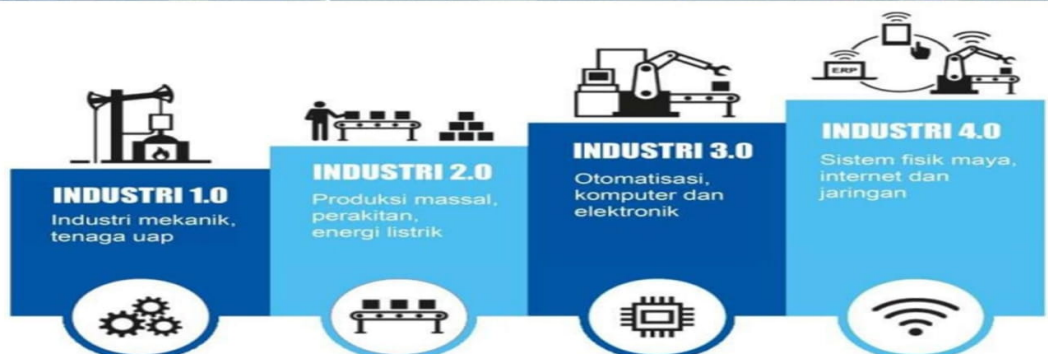 INDUSTRI 1.0
Industri mekanik,
tenaga uap
INDUSTRI 2.0
Produksi massal,
perakitan,
energi listrik
INDUSTRI 3.0
Otomatisasi,
komputer dan
elektronik
ERP
INDUSTRI 4.0
Sistem fisik maya,
internet dan
jaringan